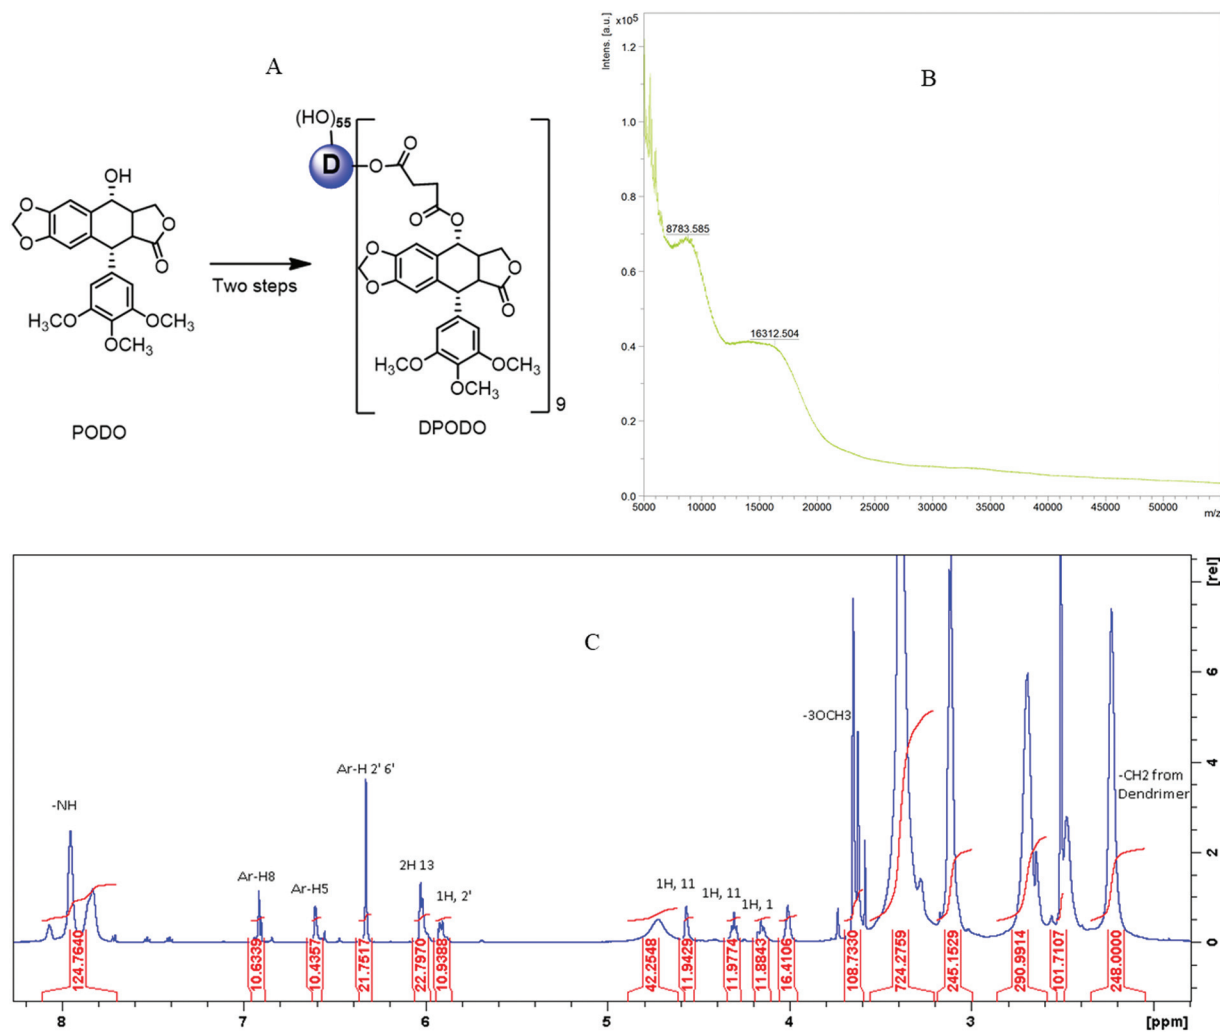 A
(HO)55
D
O
O
O
O
OH
O
O
O
O
H3CO
OCH3
OCH3
Two steps
O
O
O
O
H3CO
OCH3
OCH3
9
PODO
DPODO
B
Intens. [a.u.]
x10^5
1.2
1.0
0.8
0.6
0.4
0.2
0.0
8783.585
16312.504
5000 10000 15000 20000 25000 30000 35000 40000 45000 50000
m/z
C
[rel]
6
4
2
0
-NH
Ar-H8
Ar-H5
Ar-H 2' 6'
2H 13
1H, 2'
1H, 11
1H, 11
1H, 1
-3OCH3
-CH2 from
Dendrimer
124.7640
10.6339
10.4357
21.7517
22.7970
10.9388
42.2548
11.9429
11.9774
11.8843
16.4106
108.7330
724.2759
245.1529
290.9914
101.7107
248.0000
8 7 6 5 4 3 [ppm]